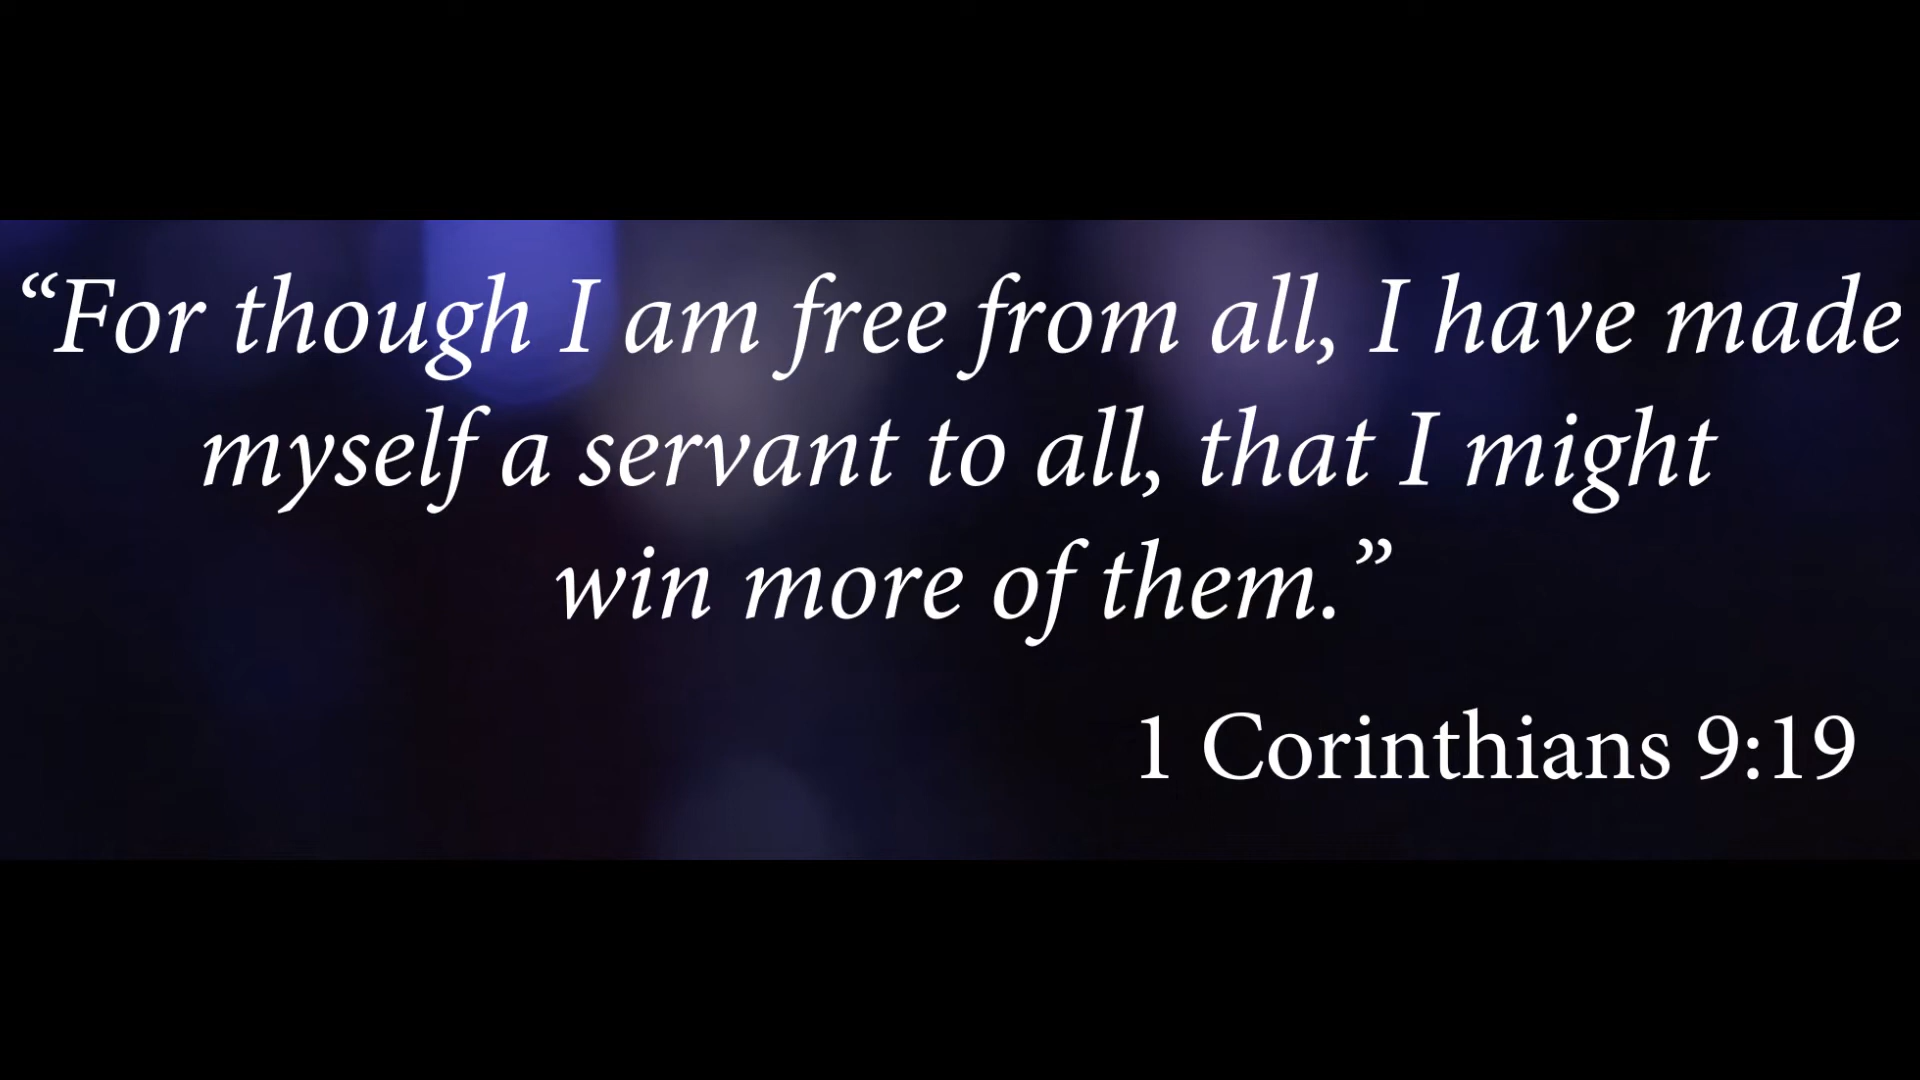 “For though I am free from all, I have made
myself a servant to all, that I might
win more of them.”
1 Corinthians 9:19